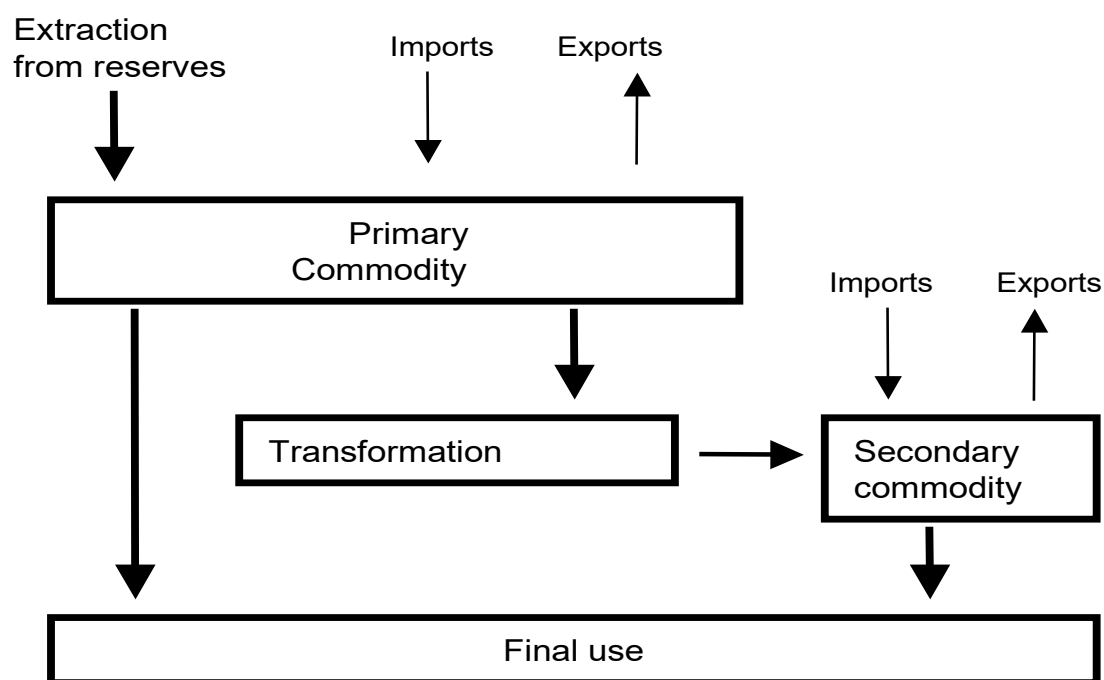 Extraction
from reserves
Imports
Exports
Primary
Commodity
Imports
Exports
Transformation
Secondary
commodity
Final use